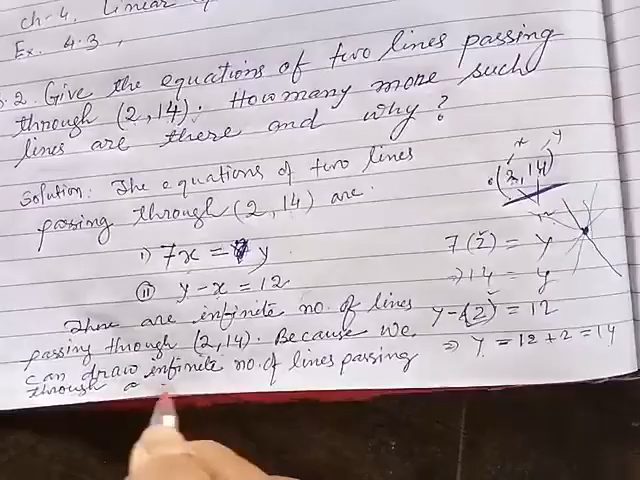 ch-4. Linear
Ex. 4.3,
2. Give the equations of two lines passing
through (2,14). How many more such
lines are there and why?
Solution: The equations of two lines
passing through (2,14) are.
i) 7x = y
ii) y-x = 12
There are infinite no. of lines
passing through (2,14). Because we
can draw infinite no. of lines passing
through a
x y
(2,14)
7(2) = y
⇒ 14 = y
y-(2) = 12
⇒ y = 12+2 = 14